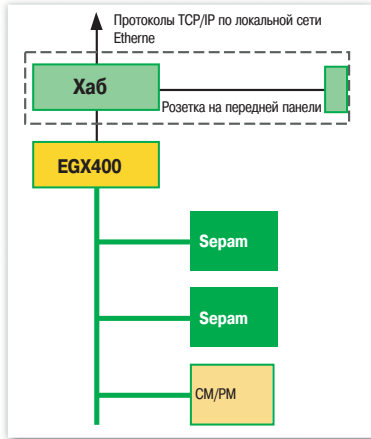 Протоколы TCP/IP по локальной сети
Etherne
Хаб
Розетка на передней панели
EGX400
Sepam
Sepam
CM/PM